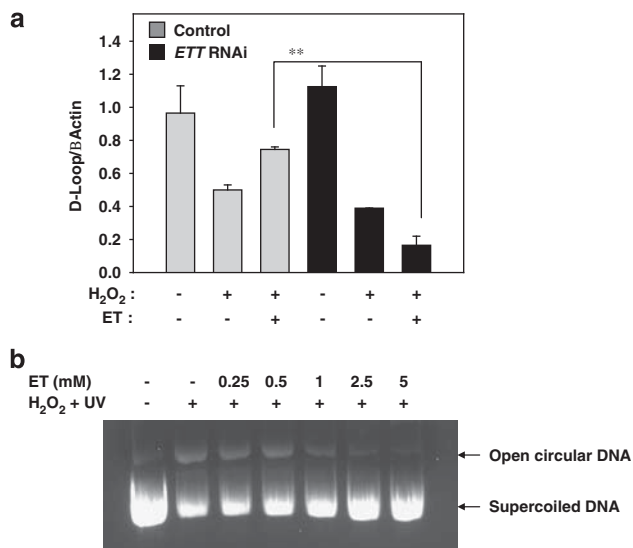 a
Control
ETT RNAi
**
1.4
1.2
1.0
0.8
0.6
0.4
0.2
0.0
D-Loop/BActin
H2O2 : - + + - + +
ET : - - + - - +
b
ET (mM) - - 0.25 0.5 1 2.5 5
H2O2 + UV - + + + + + +
Open circular DNA
Supercoiled DNA